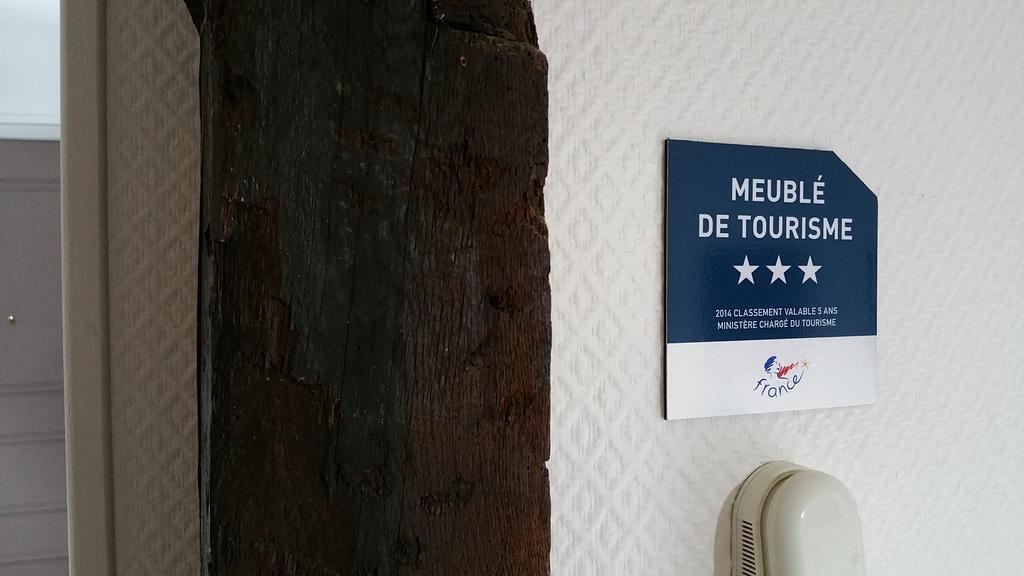 MEUBLÉ
DE TOURISME
★★★
2014 CLASSEMENT VALABLE 5 ANS
MINISTÈRE CHARGÉ DU TOURISME
france